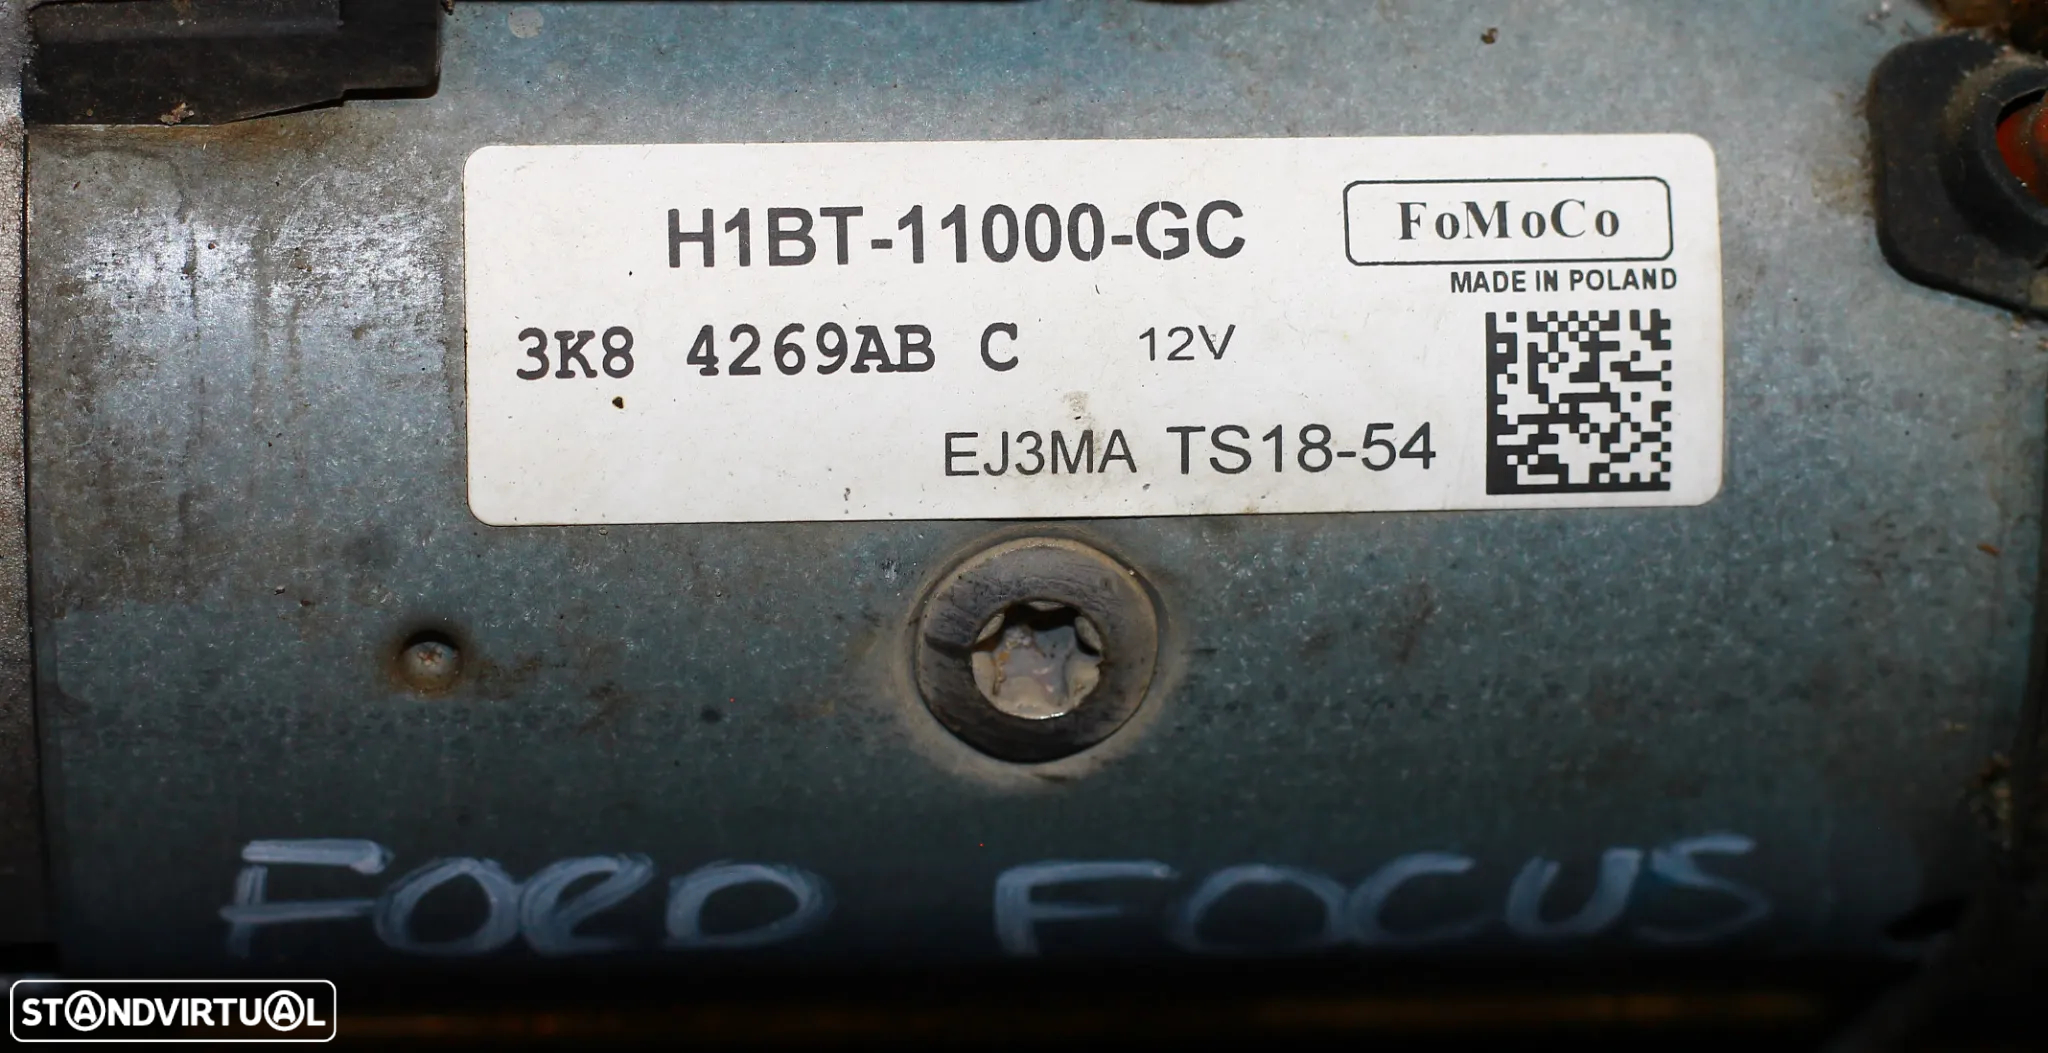 H1BT-11000-GC
FoMoCo
MADE IN POLAND
3K8 4269AB C 12V
EJ3MA TS18-54
FORD FOCUS
STANDVIRTUAL